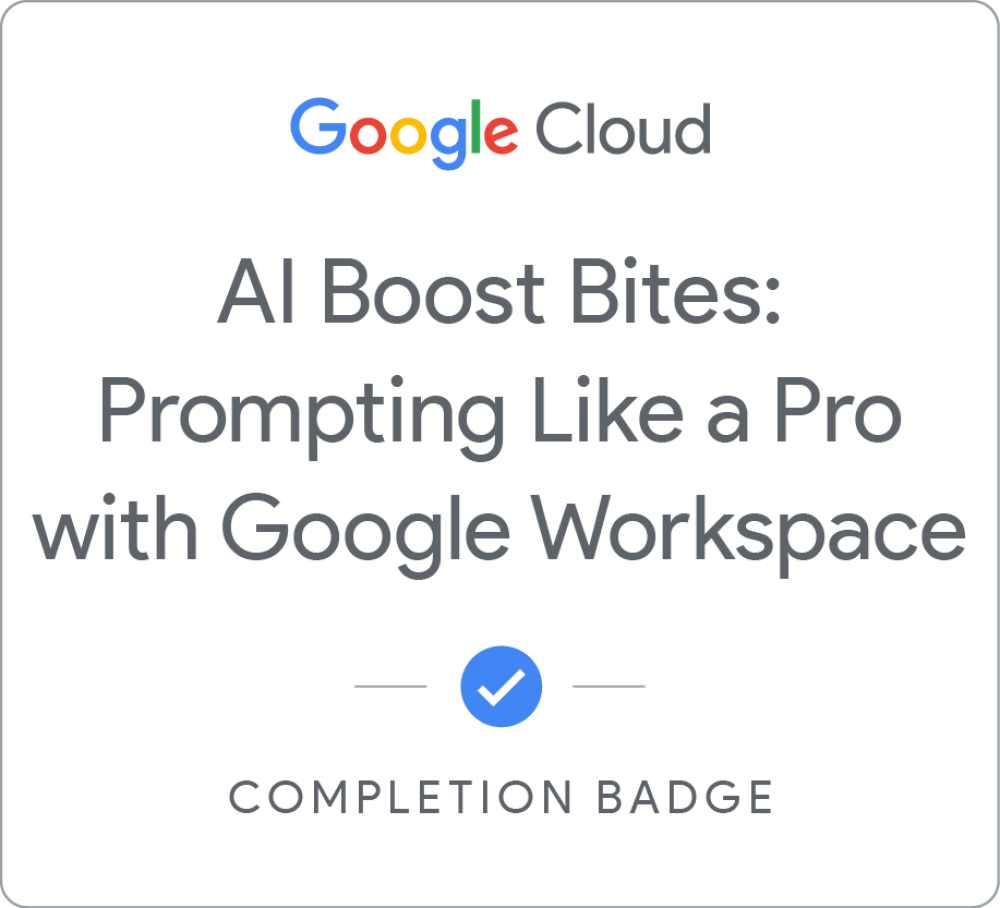 Google Cloud
AI Boost Bites:
Prompting Like a Pro
with Google Workspace
COMPLETION BADGE